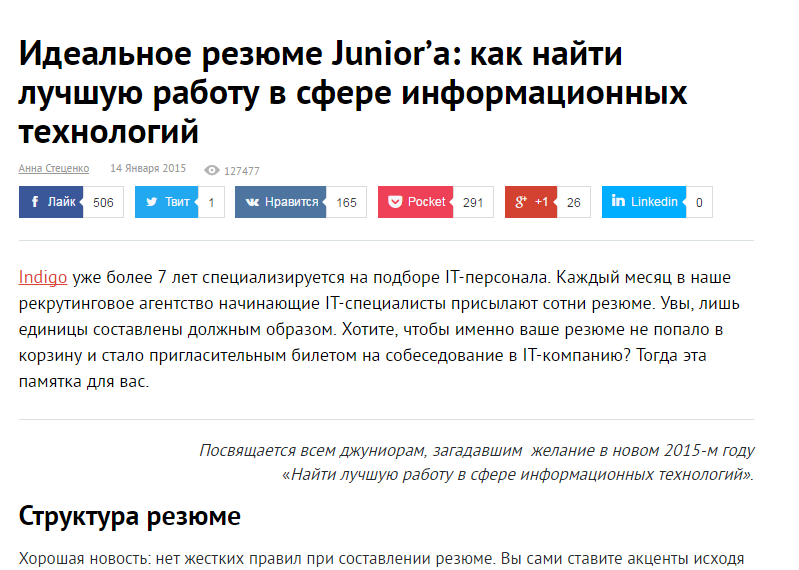 Идеальное резюме Junior’а: как найти
лучшую работу в сфере информационных
технологий
Анна Стеценко 14 Января 2015 127477
Лайк 506 Твит 1 Нравится 165 Pocket 291 +1 26 Linkedin 0
Indigo уже более 7 лет специализируется на подборе IT-персонала. Каждый месяц в наше
рекрутинговое агентство начинающие IT-специалисты присылают сотни резюме. Увы, лишь
единицы составлены должным образом. Хотите, чтобы именно ваше резюме не попало в
корзину и стало пригласительным билетом на собеседование в IT-компанию? Тогда эта
памятка для вас.
Посвящается всем джуниорам, загадавшим желание в новом 2015-м году
«Найти лучшую работу в сфере информационных технологий».
Структура резюме
Хорошая новость: нет жестких правил при составлении резюме. Вы сами ставите акценты исходя